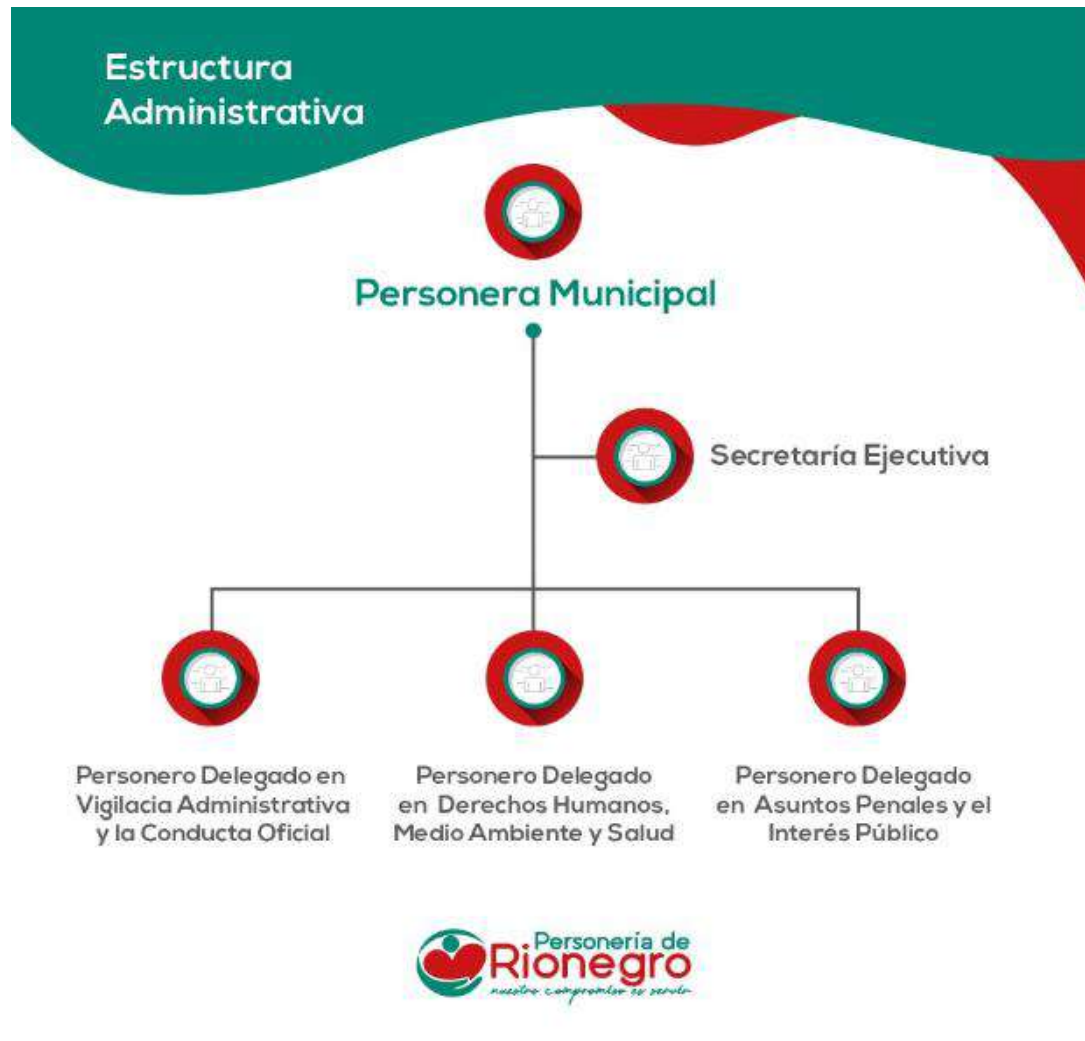 Estructura
Administrativa
Personera Municipal
Secretaría Ejecutiva
Personero Delegado en
Vigilacia Administrativa
y la Conducta Oficial
Personero Delegado
en Derechos Humanos,
Medio Ambiente y Salud
Personero Delegado
en Asuntos Penales y el
Interés Público
Personería de
Rionegro
nuestro compromiso es servir